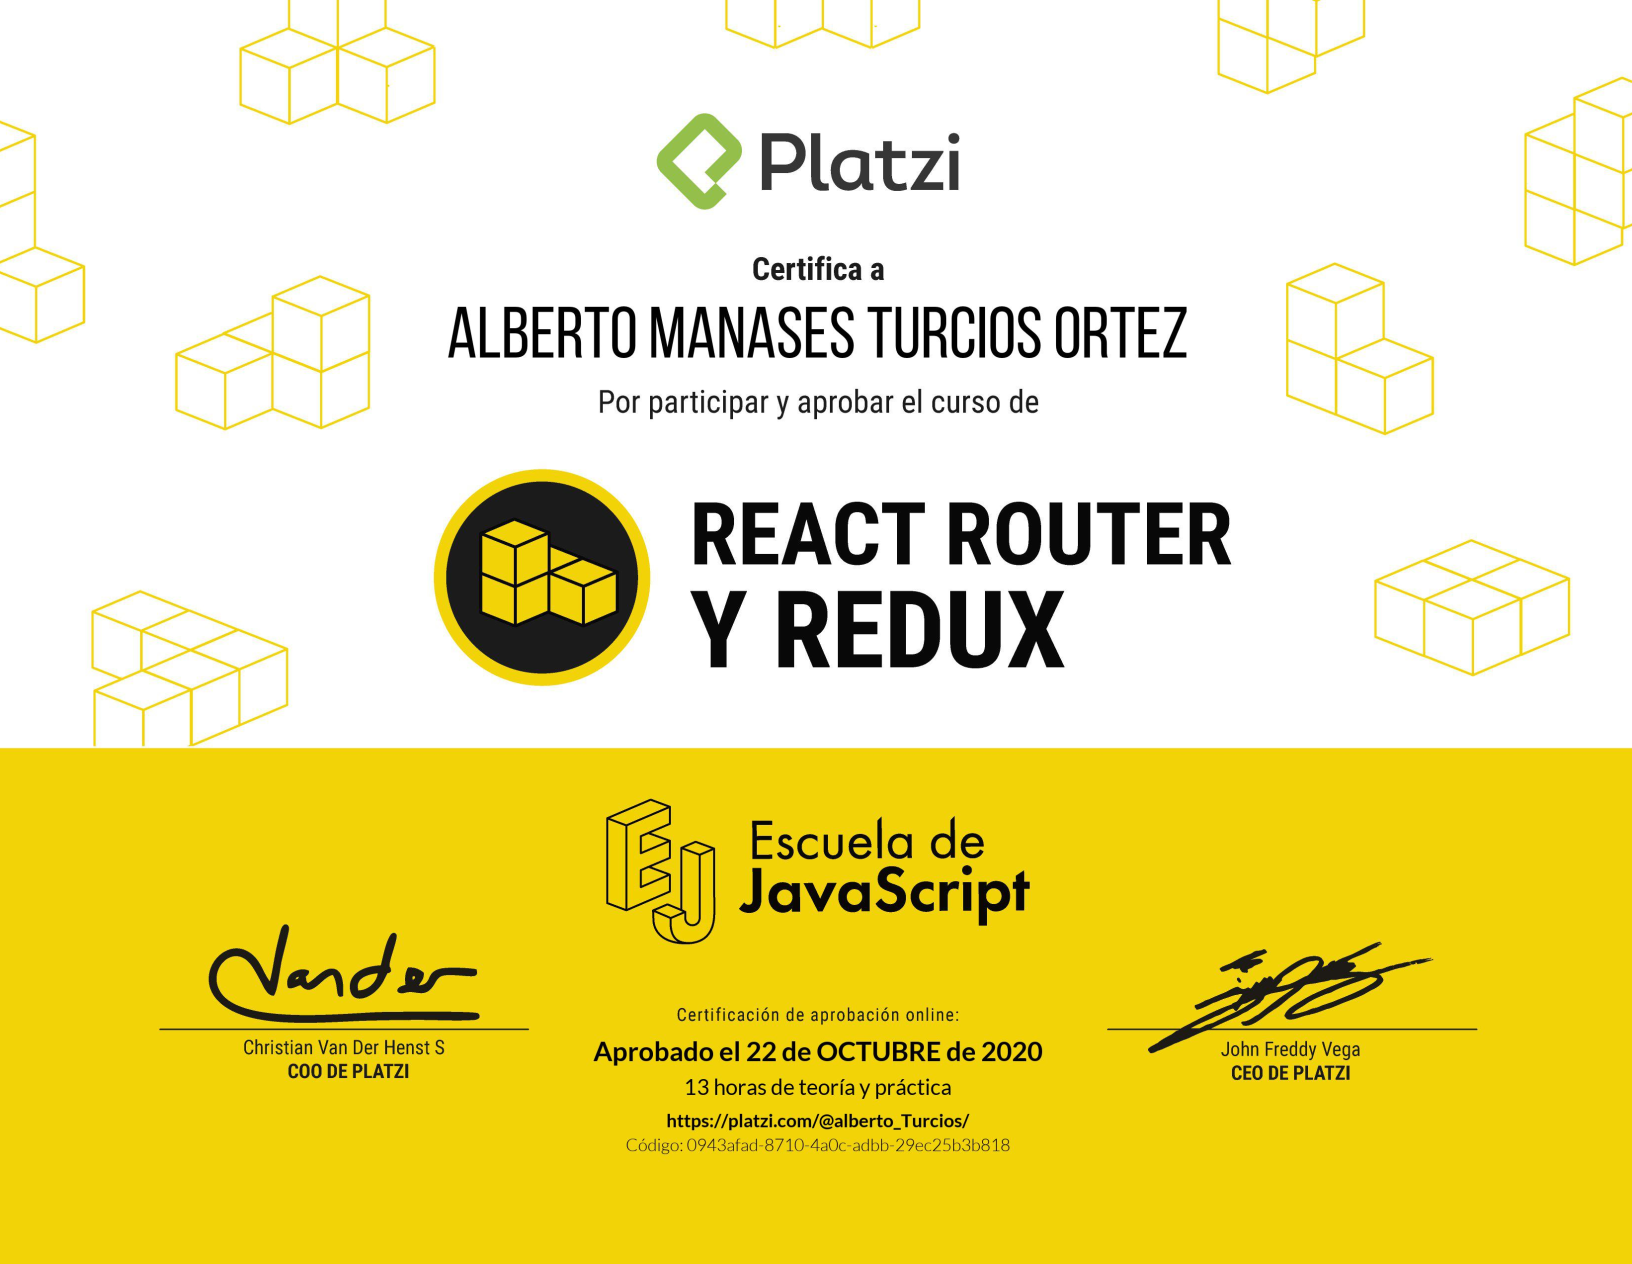 Platzi
Certifica a
ALBERTO MANASES TURCIOS ORTEZ
Por participar y aprobar el curso de
REACT ROUTER
Y REDUX
EJ
Escuela de
JavaScript
Vander
Christian Van Der Henst S
COO DE PLATZI
Certificación de aprobación online:
Aprobado el 22 de OCTUBRE de 2020
13 horas de teoría y práctica
https://platzi.com/@alberto_Turcios/
Código: 0943afad-8710-4a0c-adbb-29ec25b3b818
John Freddy Vega
CEO DE PLATZI